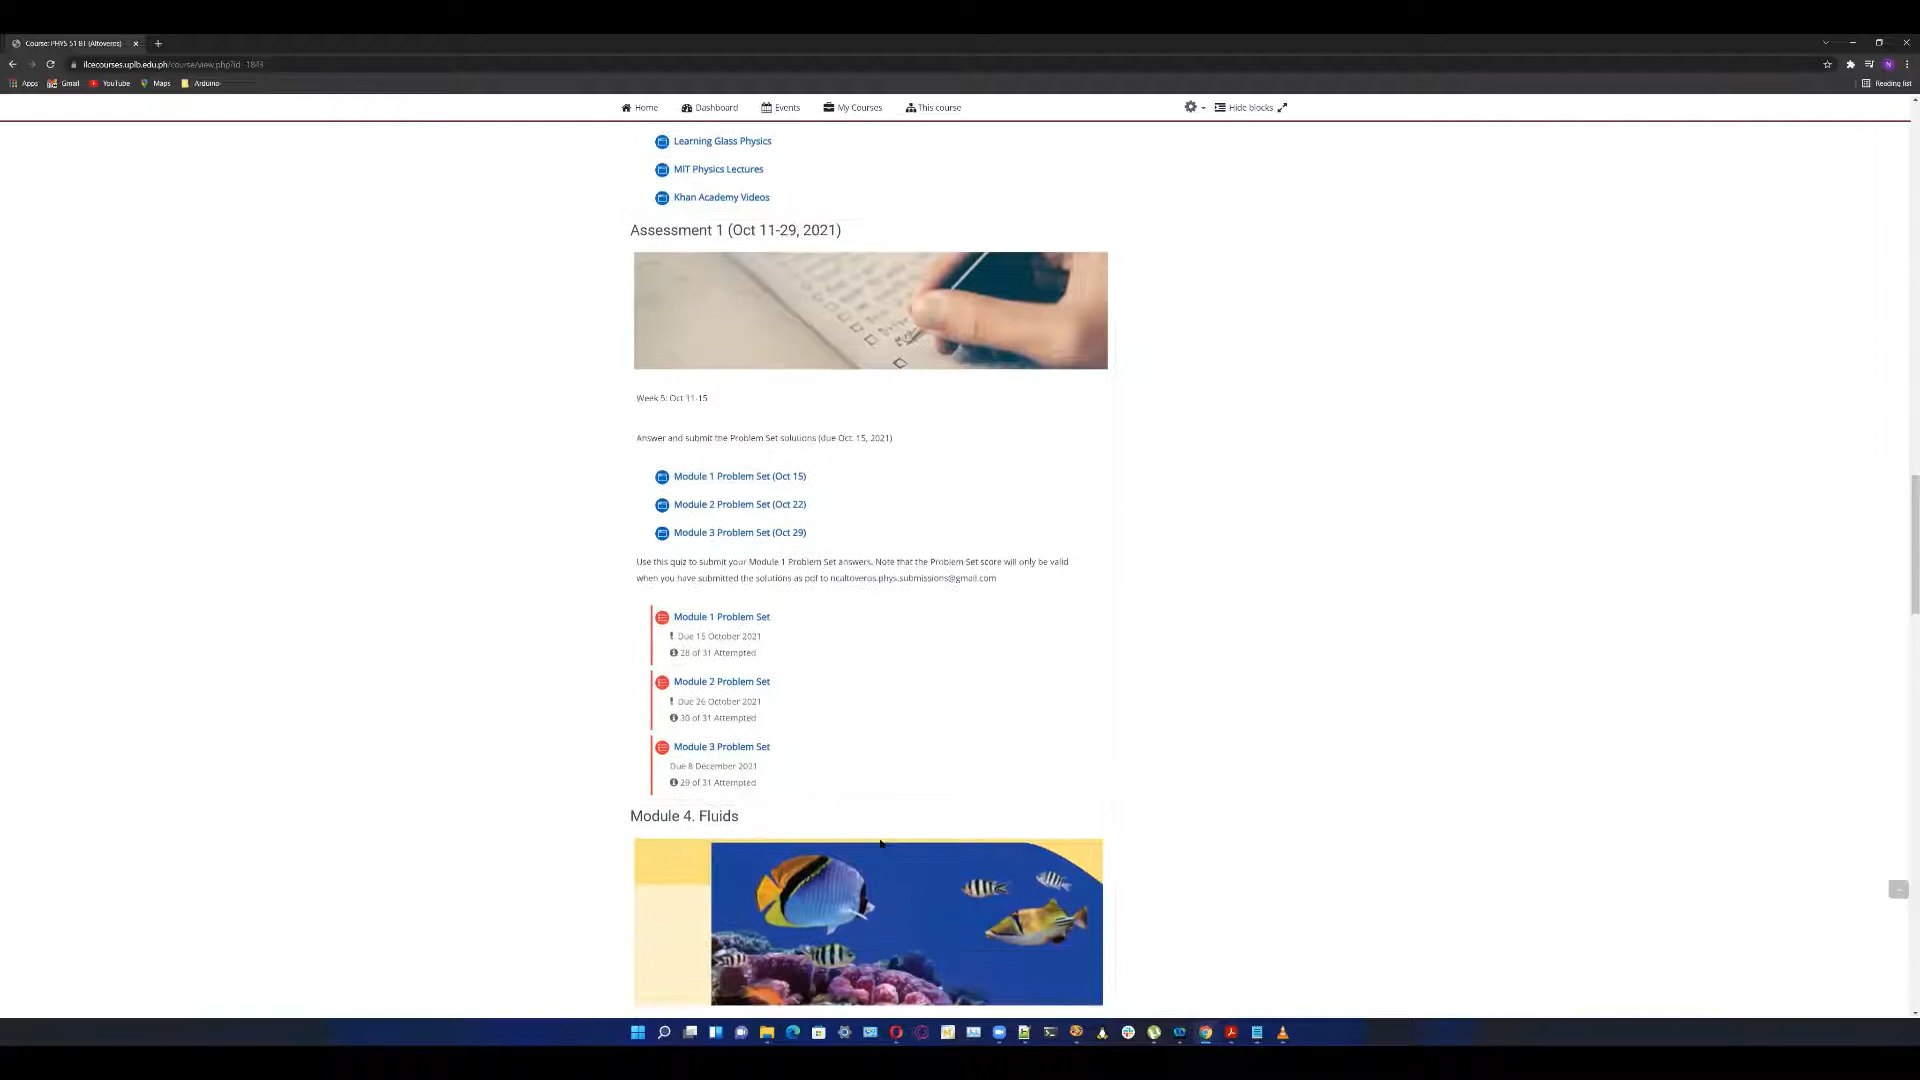 Course: PHYS 51 BT (Altoveros)
ilcecourses.uplb.edu.ph/course/view.php?id=1843
Apps Gmail YouTube Maps Arduino Reading list
Home Dashboard Events My Courses This course Hide blocks
Learning Glass Physics
MIT Physics Lectures
Khan Academy Videos
Assessment 1 (Oct 11-29, 2021)
Week 5: Oct 11-15
Answer and submit the Problem Set solutions (due Oct. 15, 2021)
Module 1 Problem Set (Oct 15)
Module 2 Problem Set (Oct 22)
Module 3 Problem Set (Oct 29)
Use this quiz to submit your Module 1 Problem Set answers. Note that the Problem Set score will only be valid
when you have submitted the solutions as pdf to ncaltoveros.phys.submissions@gmail.com
Module 1 Problem Set
Due 15 October 2021
28 of 31 Attempted
Module 2 Problem Set
Due 26 October 2021
30 of 31 Attempted
Module 3 Problem Set
Due 8 December 2021
29 of 31 Attempted
Module 4. Fluids